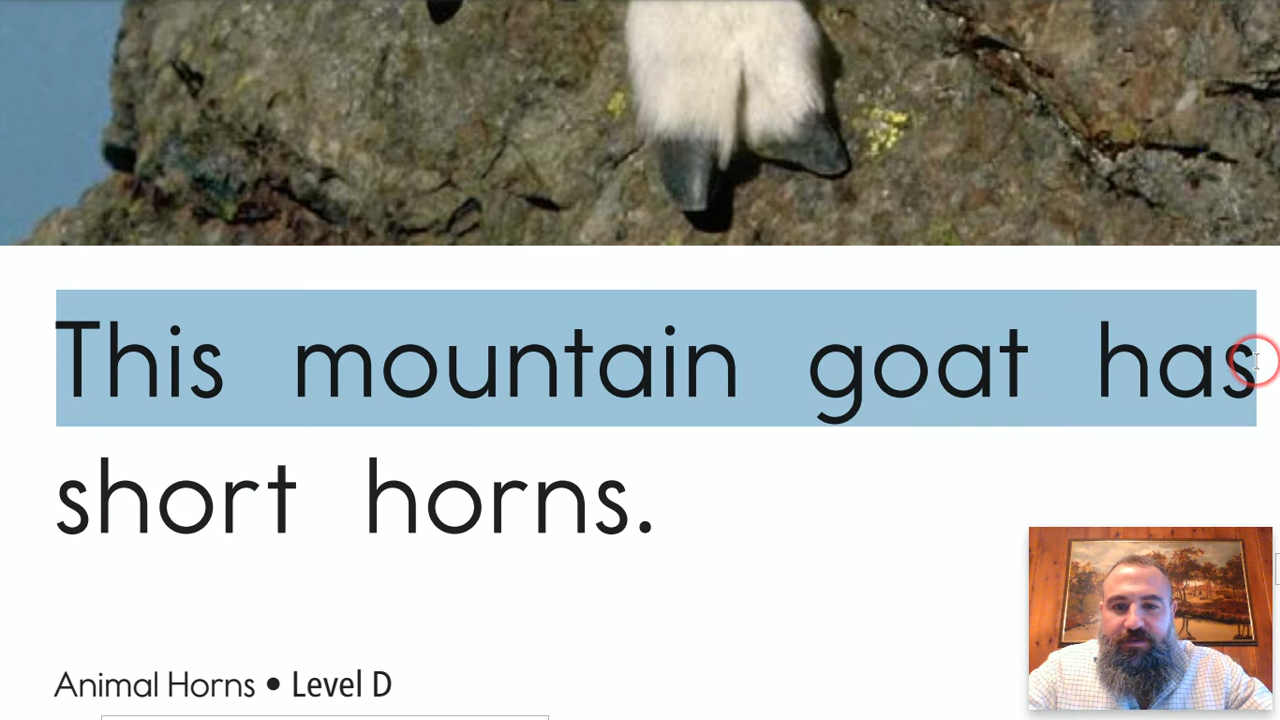 This mountain goat has
short horns.
Animal Horns • Level D